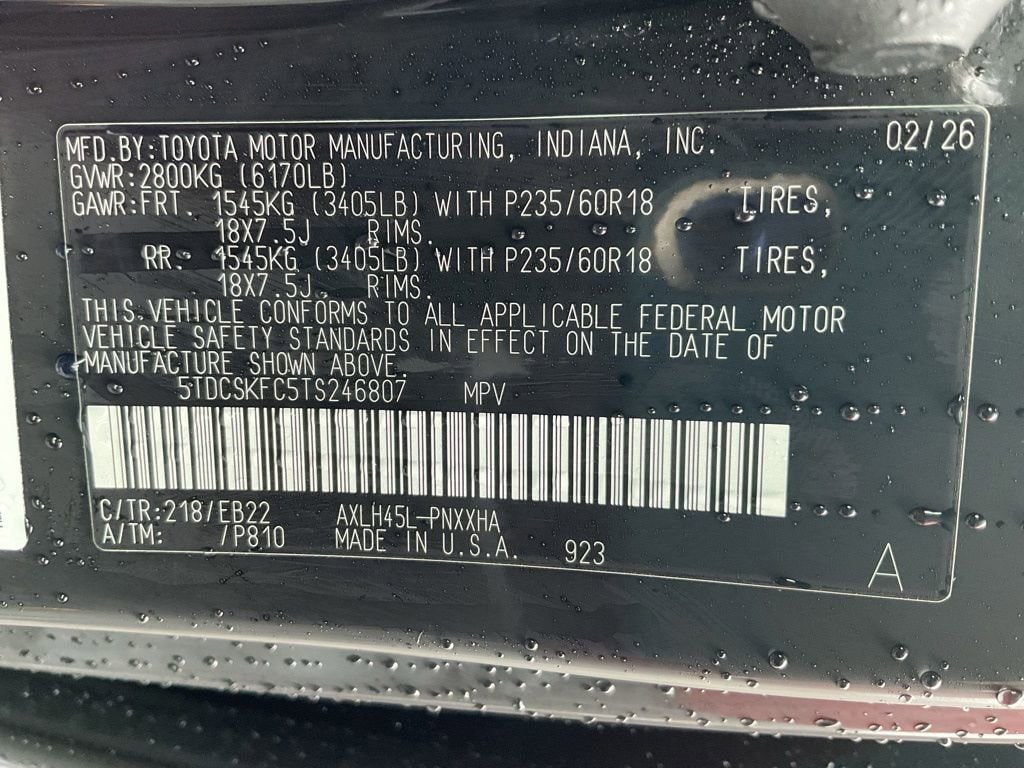 MFD.BY:TOYOTA MOTOR MANUFACTURING, INDIANA, INC. 02/26
GVWR:2800KG (6170LB)
GAWR:FRT. 1545KG (3405LB) WITH P235/60R18 TIRES,
18X7.5J RIMS.
RR. 1545KG (3405LB) WITH P235/60R18 TIRES,
18X7.5J RIMS.
THIS VEHICLE CONFORMS TO ALL APPLICABLE FEDERAL MOTOR
VEHICLE SAFETY STANDARDS IN EFFECT ON THE DATE OF
MANUFACTURE SHOWN ABOVE.
5TDCSKFC5TS246807 MPV
C/TR:218/EB22 AXLH45L-PNXXHA
A/TM: /P810 MADE IN U.S.A. 923 A